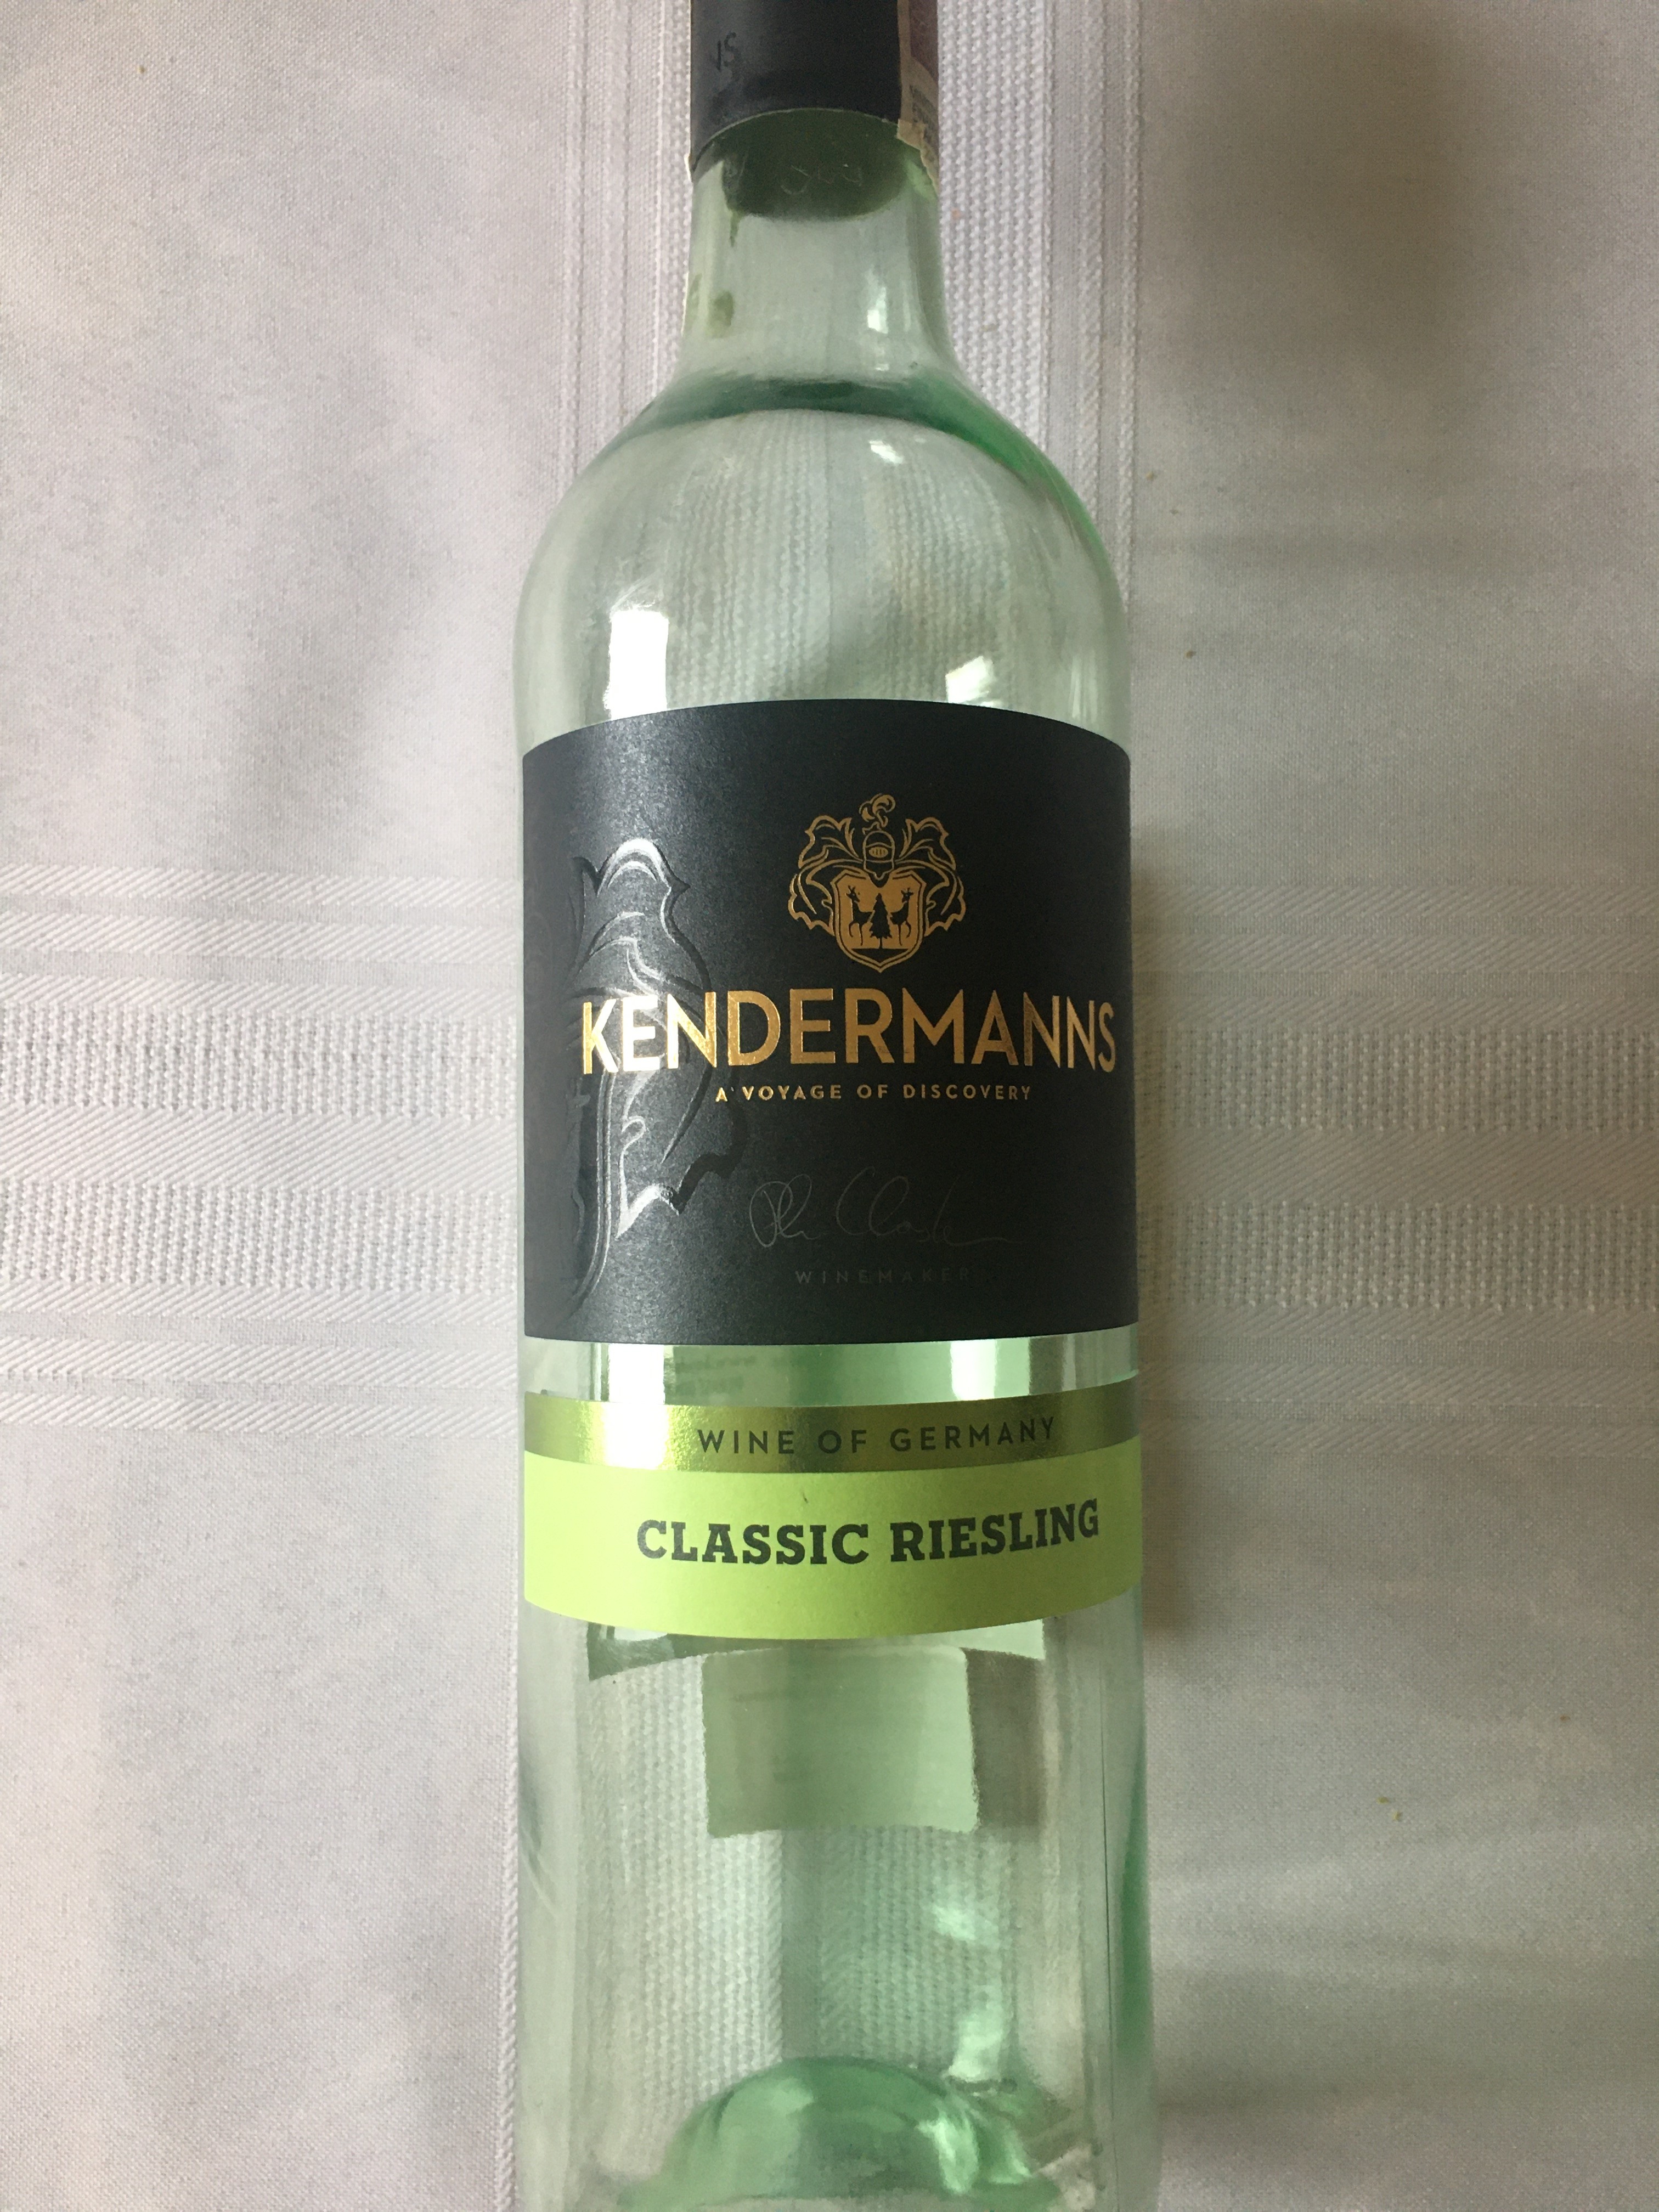 KENDERMANNS
A VOYAGE OF DISCOVERY
WINEMAKER
WINE OF GERMANY
CLASSIC RIESLING